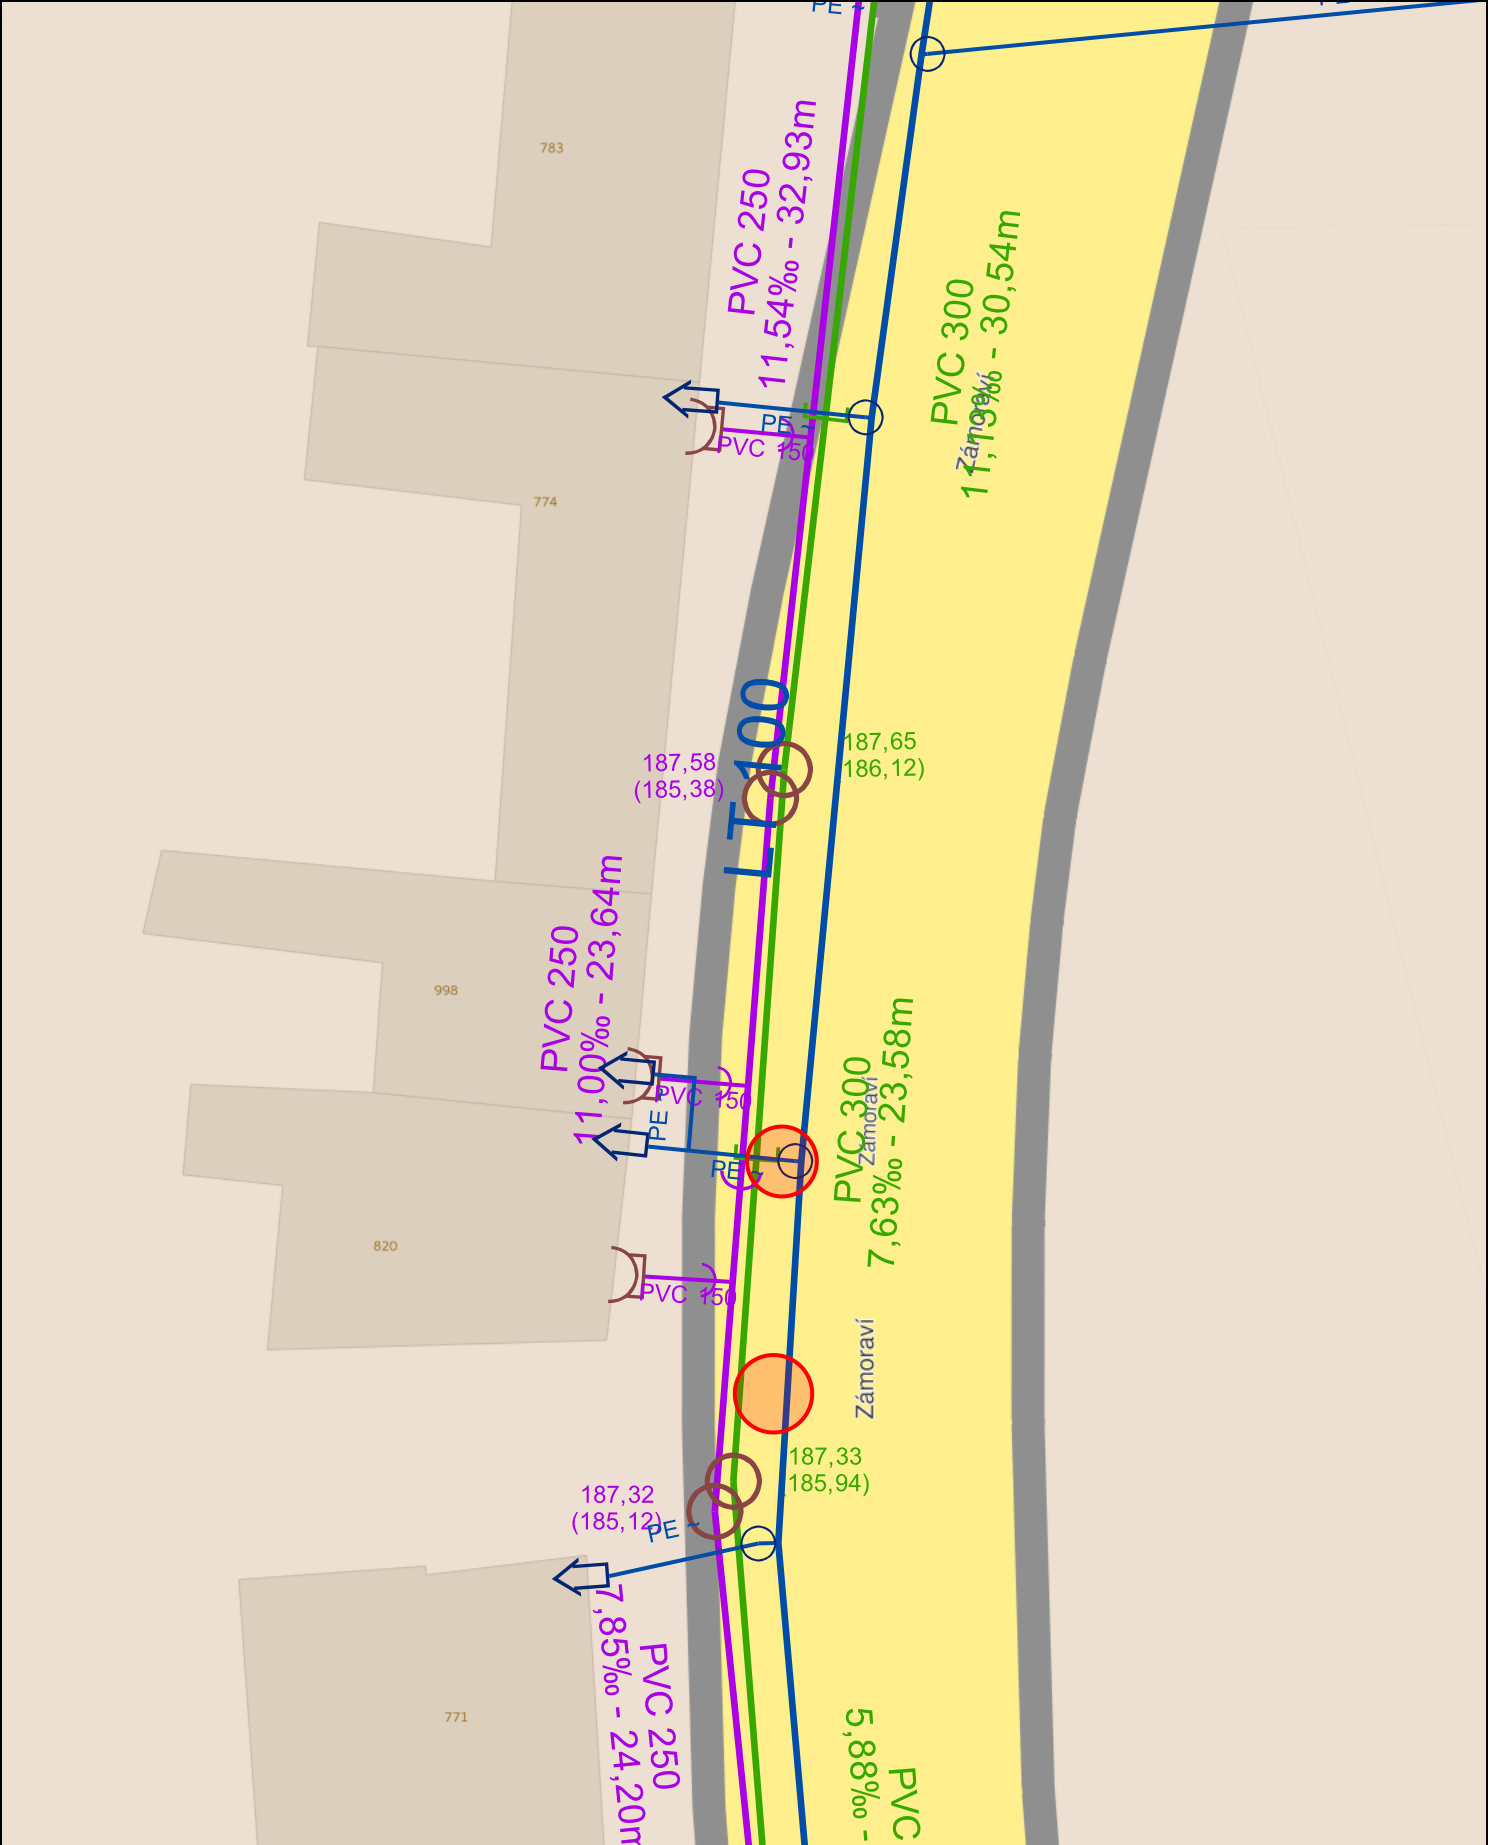 PE ~
783
PVC 250
11,54‰ - 32,93m
PVC 300
11,13‰ - 30,54m
Zámoraví
PE ~
PVC 150
774
LT 100
187,58
(185,38)
187,65
186,12)
PVC 250
11,00‰ - 23,64m
998
PVC 150
PE
PE ~
PVC 300
7,63‰ - 23,58m
Zámoraví
820
PVC 150
Zámoraví
187,33
185,94)
187,32
(185,12)
PE ~
PVC 250
7,85‰ - 24,20m
771
PVC
5,88‰ -